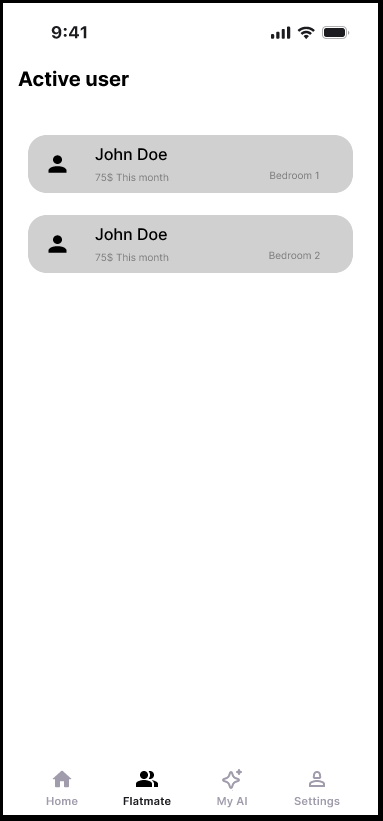 9:41
Active user
John Doe
75$ This month
Bedroom 1
John Doe
75$ This month
Bedroom 2
Home
Flatmate
My AI
Settings